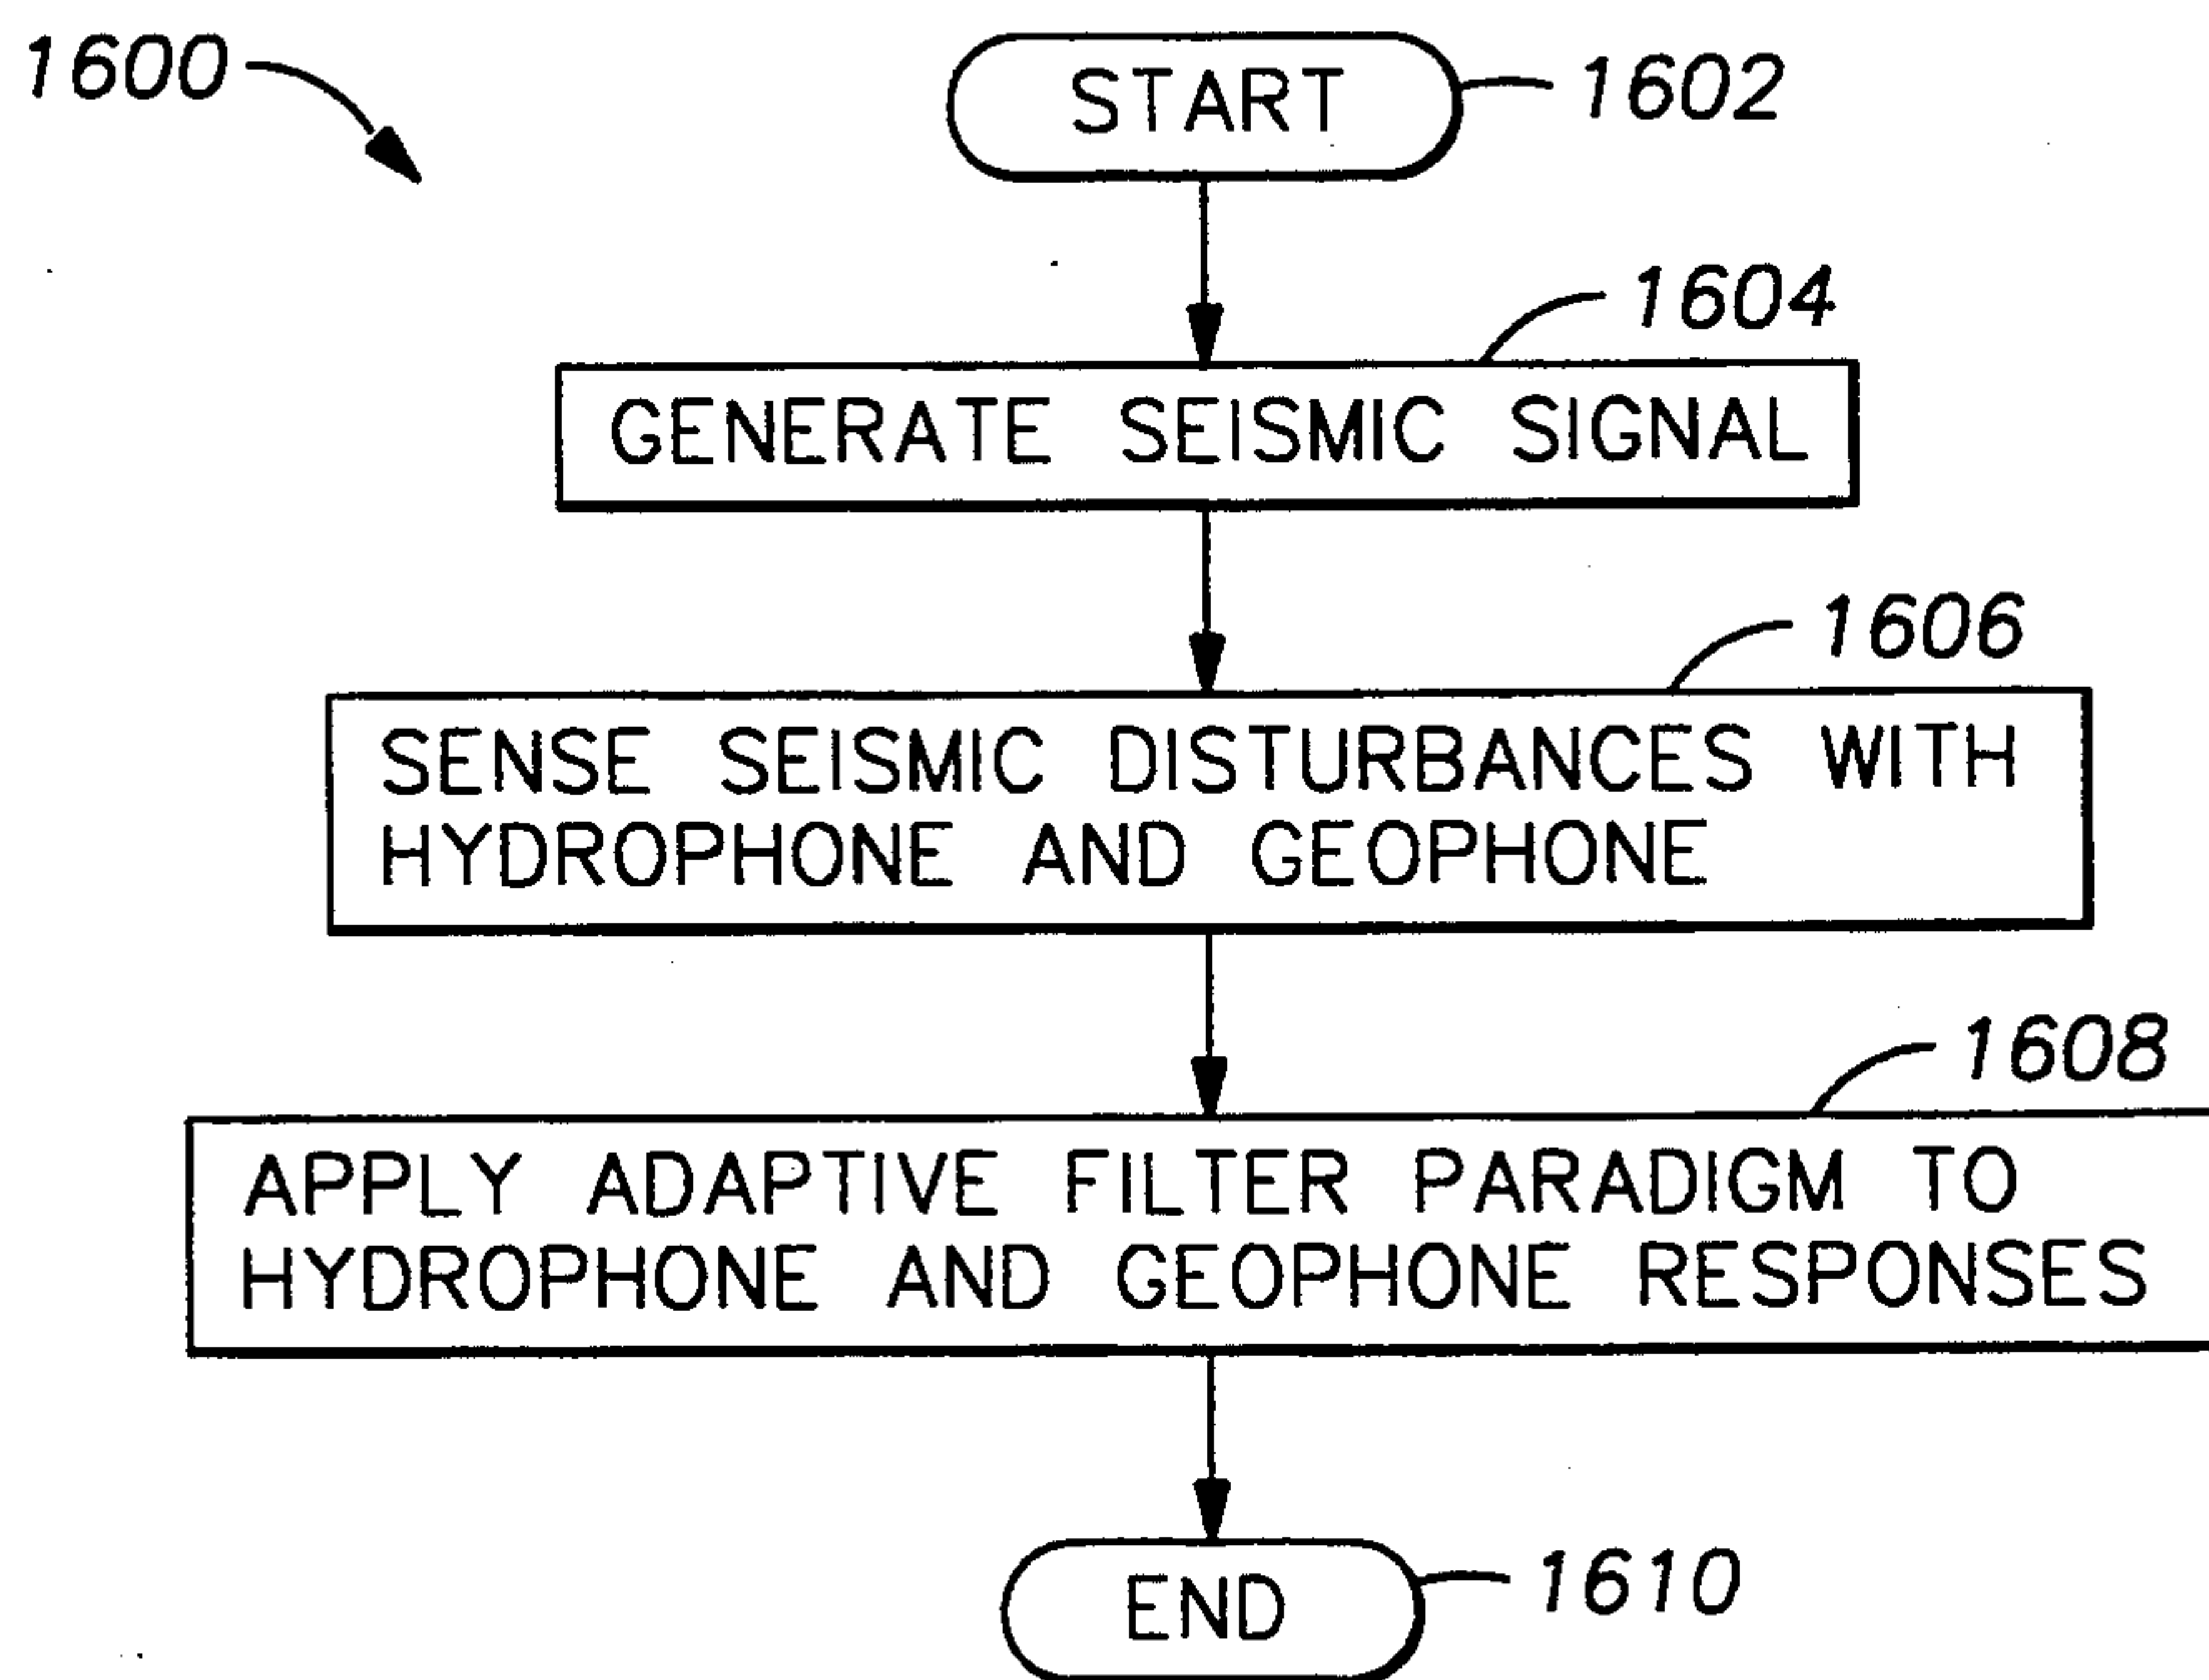 1600
START
1602
1604
GENERATE SEISMIC SIGNAL
1606
SENSE SEISMIC DISTURBANCES WITH
HYDROPHONE AND GEOPHONE
1608
APPLY ADAPTIVE FILTER PARADIGM TO
HYDROPHONE AND GEOPHONE RESPONSES
END
1610